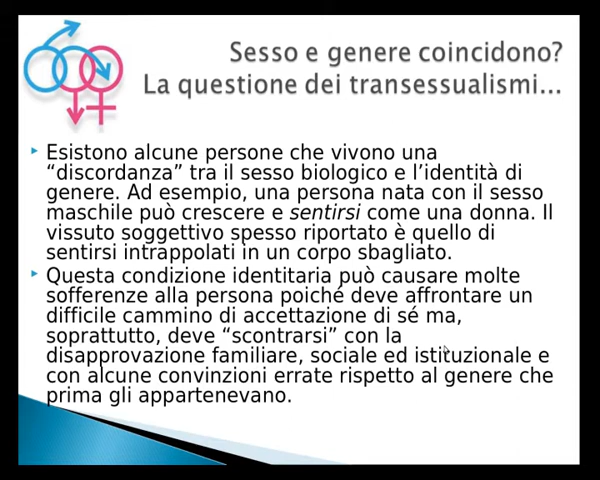 Sesso e genere coincidono?
La questione dei transessualismi...
Esistono alcune persone che vivono una
“discordanza” tra il sesso biologico e l’identità di
genere. Ad esempio, una persona nata con il sesso
maschile può crescere e sentirsi come una donna. Il
vissuto soggettivo spesso riportato è quello di
sentirsi intrappolati in un corpo sbagliato.
Questa condizione identitaria può causare molte
sofferenze alla persona poiché deve affrontare un
difficile cammino di accettazione di sé ma,
soprattutto, deve “scontrarsi” con la
disapprovazione familiare, sociale ed istituzionale e
con alcune convinzioni errate rispetto al genere che
prima gli appartenevano.